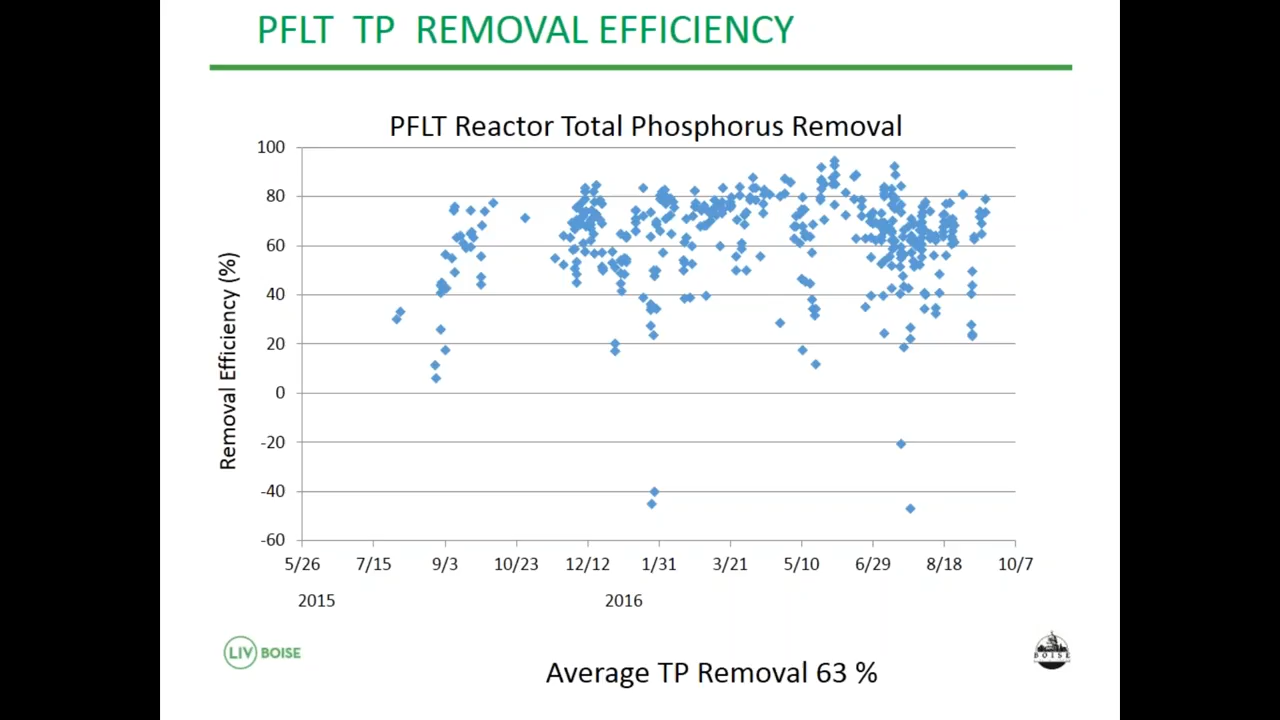 PFLT TP REMOVAL EFFICIENCY
PFLT Reactor Total Phosphorus Removal
Removal Efficiency (%)
100
80
60
40
20
0
-20
-40
-60
5/26 7/15 9/3 10/23 12/12 1/31 3/21 5/10 6/29 8/18 10/7
2015 2016
LIV BOISE
BOISE
Average TP Removal 63 %